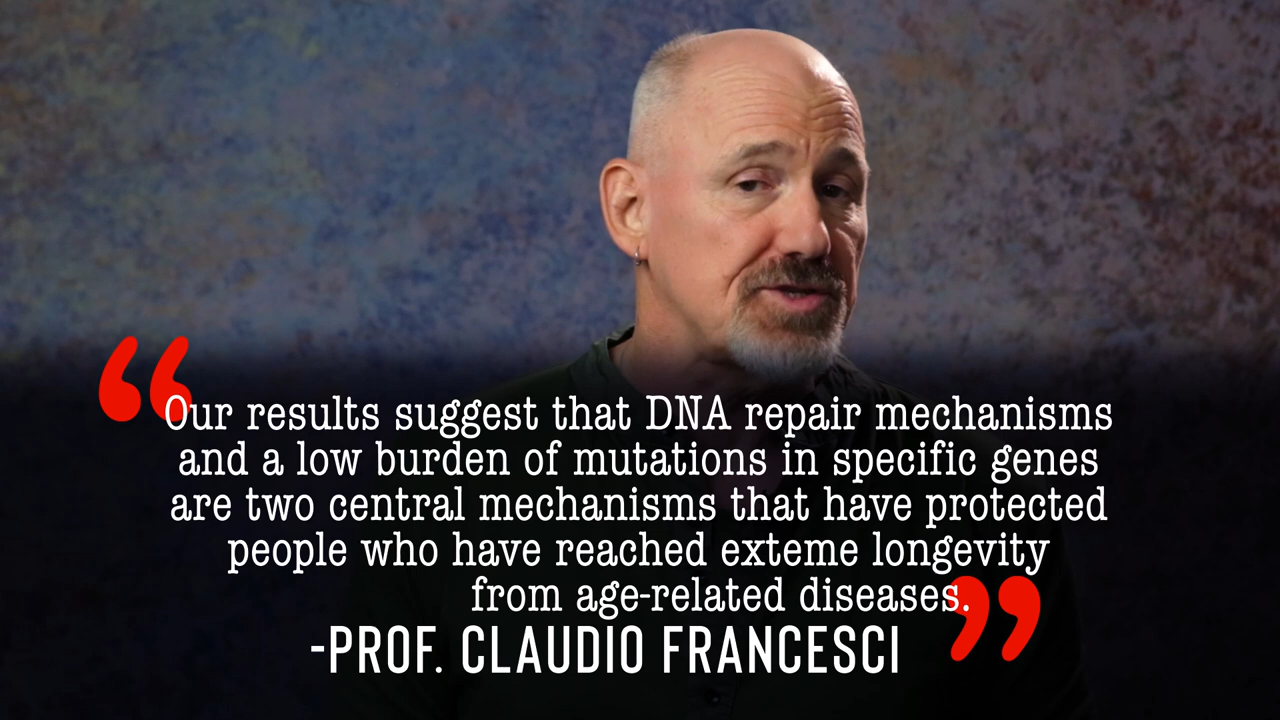 “Our results suggest that DNA repair mechanisms
and a low burden of mutations in specific genes
are two central mechanisms that have protected
people who have reached exteme longevity
from age-related diseases.”
-PROF. CLAUDIO FRANCESCI